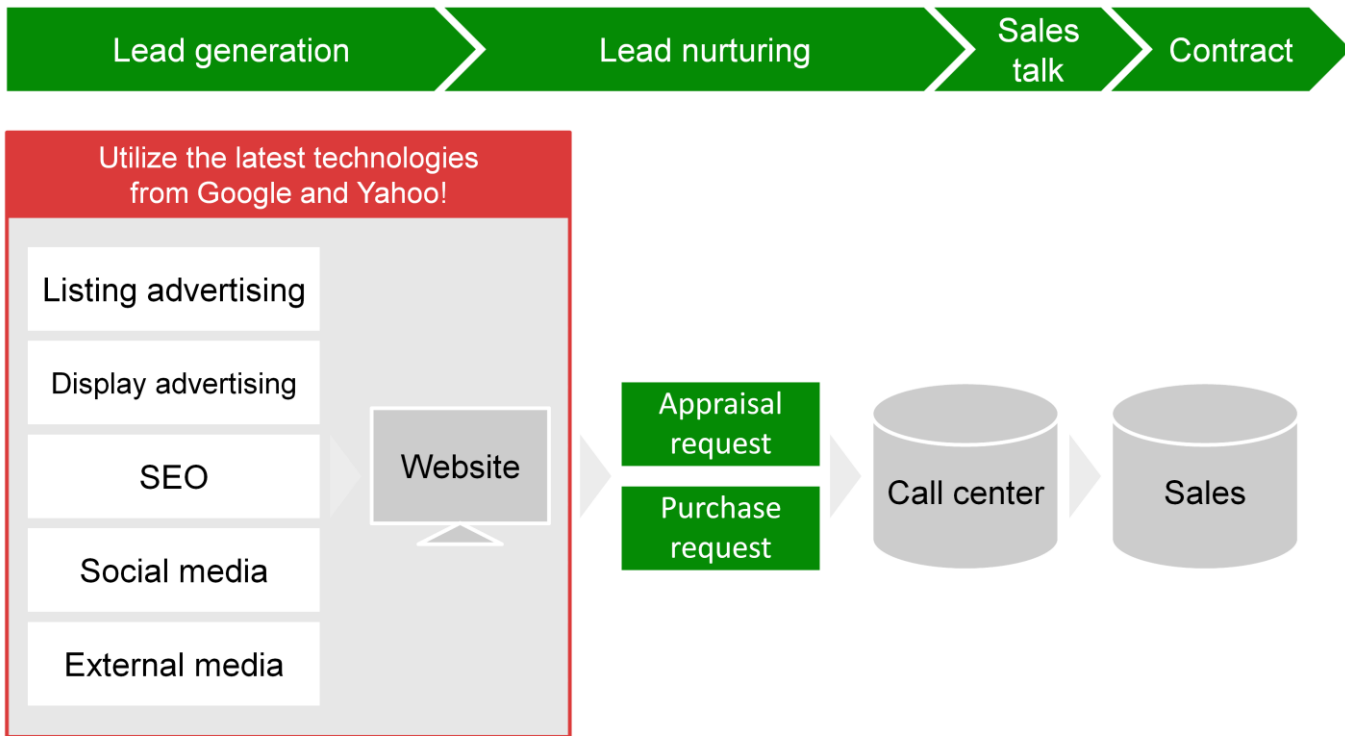 Lead generation
Lead nurturing
Sales
talk
Contract
Utilize the latest technologies
from Google and Yahoo!
Listing advertising
Display advertising
SEO
Social media
External media
Website
Appraisal
request
Purchase
request
Call center
Sales